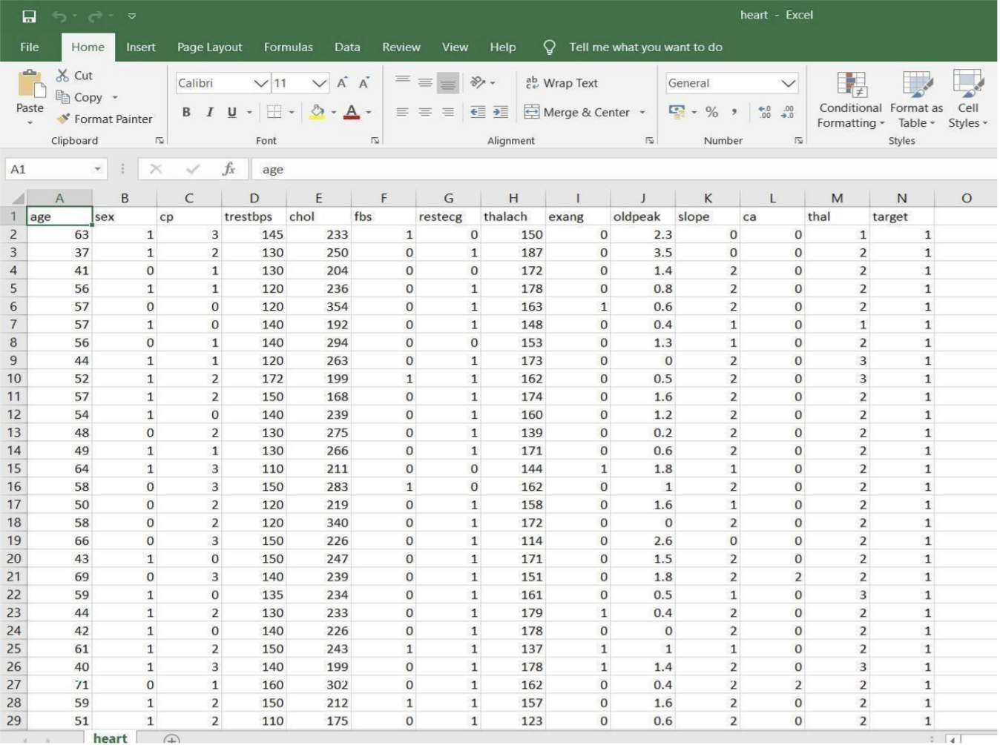 heart - Excel
File Home Insert Page Layout Formulas Data Review View Help Tell me what you want to do
Cut
Copy
Format Painter
Paste
Clipboard
Calibri 11 A A
B I U A
Font
ab Wrap Text
Merge & Center
Alignment
General
% , .00 .00
Number
Conditional Formatting
Format as Table
Cell Styles
Styles
A1 fx age
A B C D E F G H I J K L M N O
1 age sex cp trestbps chol fbs restecg thalach exang oldpeak slope ca thal target
2 63 1 3 145 233 1 0 150 0 2.3 0 0 1 1
3 37 1 2 130 250 0 1 187 0 3.5 0 0 2 1
4 41 0 1 130 204 0 0 172 0 1.4 2 0 2 1
5 56 1 1 120 236 0 1 178 0 0.8 2 0 2 1
6 57 0 0 120 354 0 1 163 1 0.6 2 0 2 1
7 57 1 0 140 192 0 1 148 0 0.4 1 0 1 1
8 56 0 1 140 294 0 0 153 0 1.3 1 0 2 1
9 44 1 1 120 263 0 1 173 0 0 2 0 3 1
10 52 1 2 172 199 1 1 162 0 0.5 2 0 3 1
11 57 1 2 150 168 0 1 174 0 1.6 2 0 2 1
12 54 1 0 140 239 0 1 160 0 1.2 2 0 2 1
13 48 0 2 130 275 0 1 139 0 0.2 2 0 2 1
14 49 1 1 130 266 0 1 171 0 0.6 2 0 2 1
15 64 1 3 110 211 0 0 144 1 1.8 1 0 2 1
16 58 0 3 150 283 1 0 162 0 1 2 0 2 1
17 50 0 2 120 219 0 1 158 0 1.6 1 0 2 1
18 58 0 2 120 340 0 1 172 0 0 2 0 2 1
19 66 0 3 150 226 0 1 114 0 2.6 0 0 2 1
20 43 1 0 150 247 0 1 171 0 1.5 2 0 2 1
21 69 0 3 140 239 0 1 151 0 1.8 2 2 2 1
22 59 1 0 135 234 0 1 161 0 0.5 1 0 3 1
23 44 1 2 130 233 0 1 179 1 0.4 2 0 2 1
24 42 1 0 140 226 0 1 178 0 0 2 0 2 1
25 61 1 2 150 243 1 1 137 1 1 1 0 2 1
26 40 1 3 140 199 0 1 178 1 1.4 2 0 3 1
27 71 0 1 160 302 0 1 162 0 0.4 2 2 2 1
28 59 1 2 150 212 1 1 157 0 1.6 2 0 2 1
29 51 1 2 110 175 0 1 123 0 0.6 2 0 2 1
heart